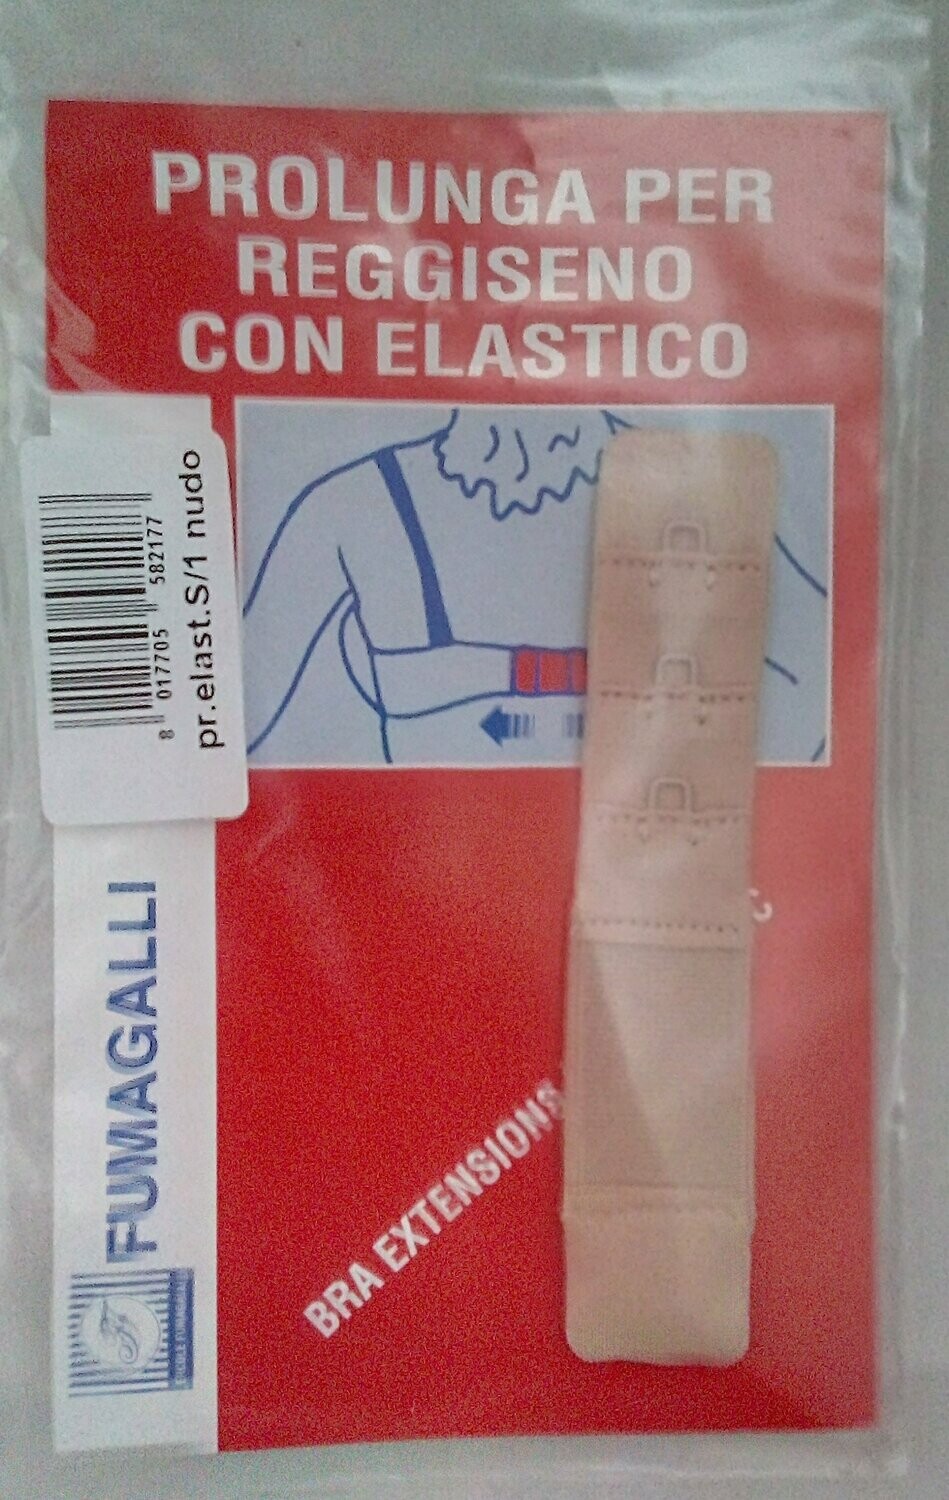 PROLUNGA PER
REGGISENO
CON ELASTICO
8 017705 582177
pr.elast.S/1 nudo
FUMAGALLI
BRA EXTENSIONS